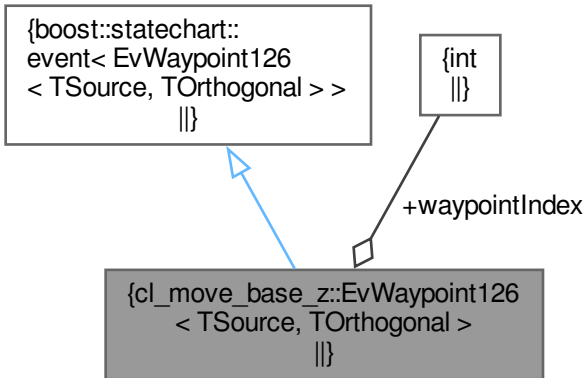 {boost::statechart::
event< EvWaypoint126
< TSource, TOrthogonal > >
||}
{int
||}
+waypointIndex
{cl_move_base_z::EvWaypoint126
< TSource, TOrthogonal >
||}